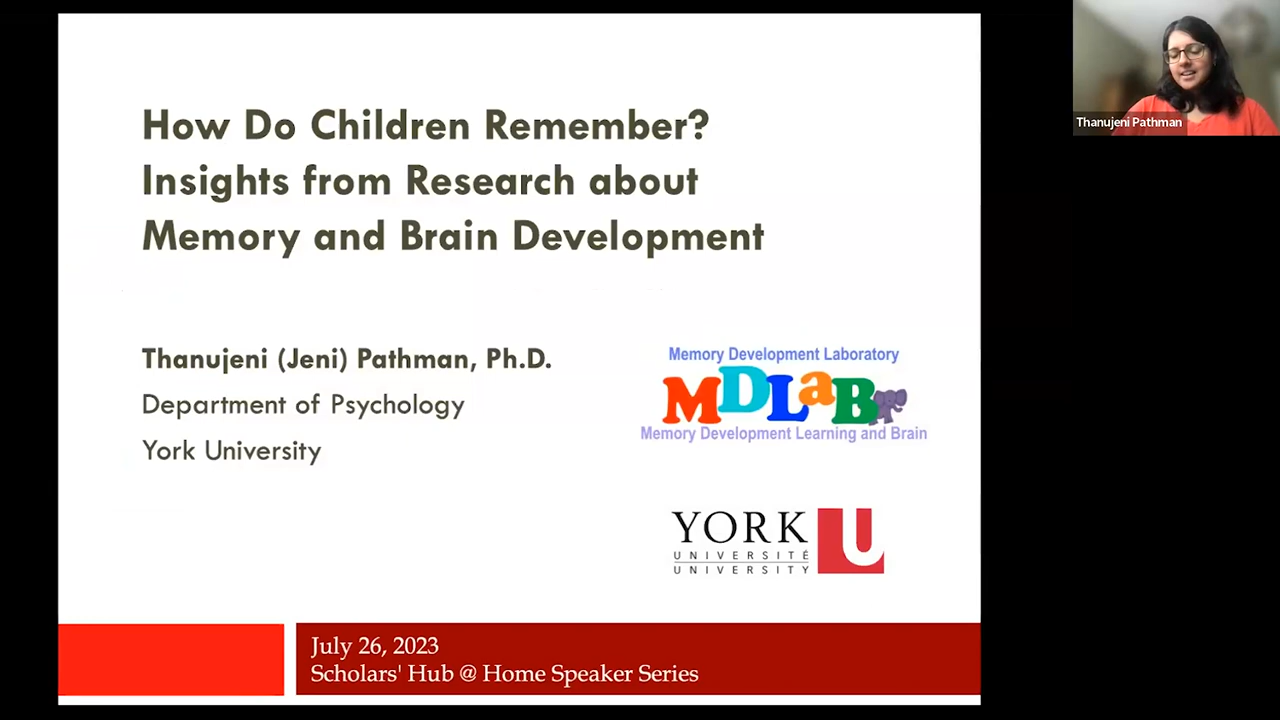 How Do Children Remember?
Insights from Research about
Memory and Brain Development
Thanujeni (Jeni) Pathman, Ph.D.
Department of Psychology
York University
Memory Development Laboratory
MDLaB
Memory Development Learning and Brain
YORK U
UNIVERSITÉ
UNIVERSITY
July 26, 2023
Scholars' Hub @ Home Speaker Series
Thanujeni Pathman